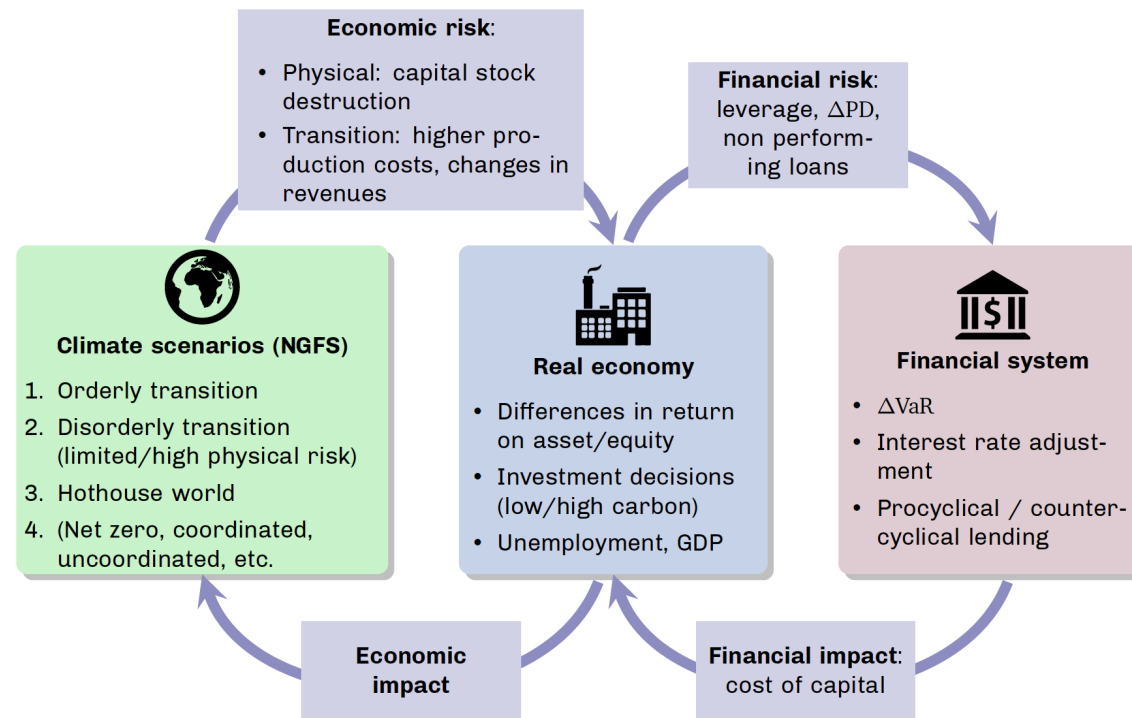 Economic risk:
• Physical: capital stock
destruction
• Transition: higher pro-
duction costs, changes in
revenues
Financial risk:
leverage, ΔPD,
non perform-
ing loans
Climate scenarios (NGFS)
1. Orderly transition
2. Disorderly transition
(limited/high physical risk)
3. Hothouse world
4. (Net zero, coordinated,
uncoordinated, etc.
Real economy
• Differences in return
on asset/equity
• Investment decisions
(low/high carbon)
• Unemployment, GDP
$
Financial system
• ΔVaR
• Interest rate adjust-
ment
• Procyclical / counter-
cyclical lending
Economic
impact
Financial impact:
cost of capital